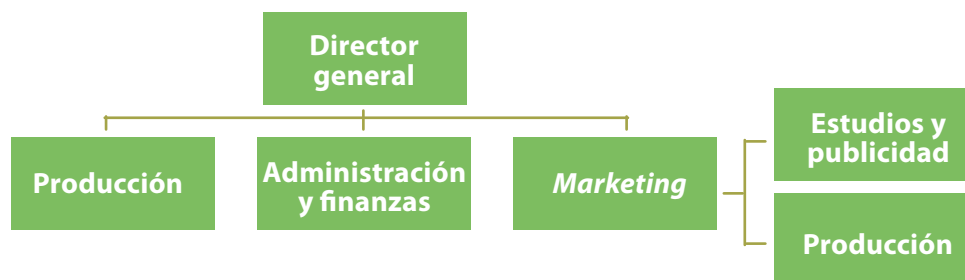 Director
general
Producción
Administración
y finanzas
Marketing
Estudios y
publicidad
Producción